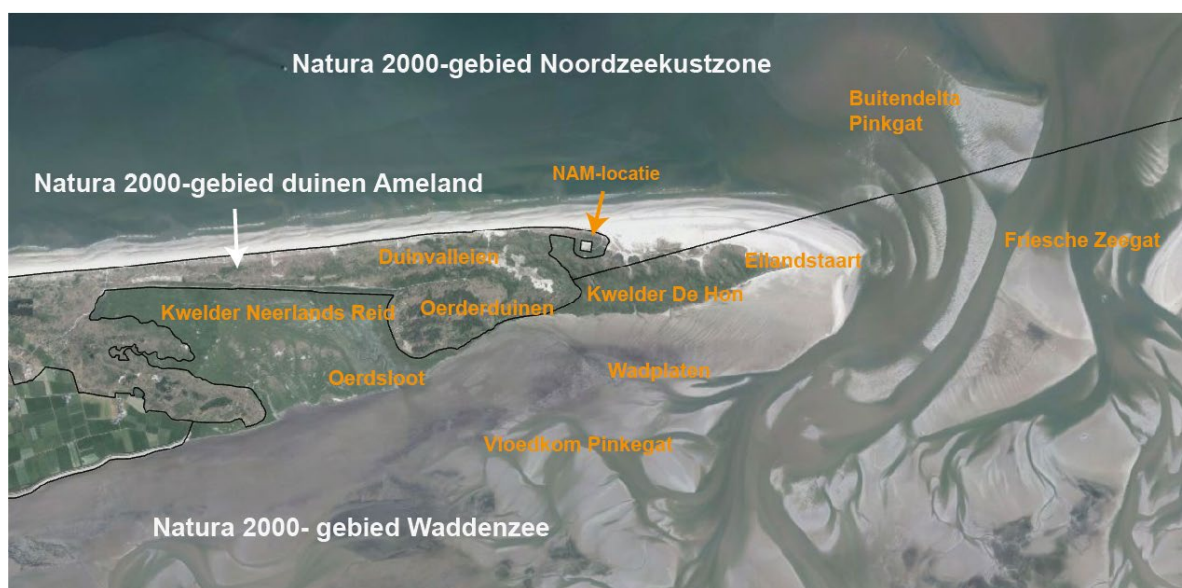 Natura 2000-gebied Noordzeekustzone
Buitendelta
Pinkgat
NAM-locatie
Natura 2000-gebied duinen Ameland
Duinvalleien
Friesche Zeegat
Eilandstaart
Kwelder De Hon
Oerderduinen
Kwelder Neerlands Reid
Wadplaten
Oerdsloot
Vloedkom Pinkegat
Natura 2000- gebied Waddenzee